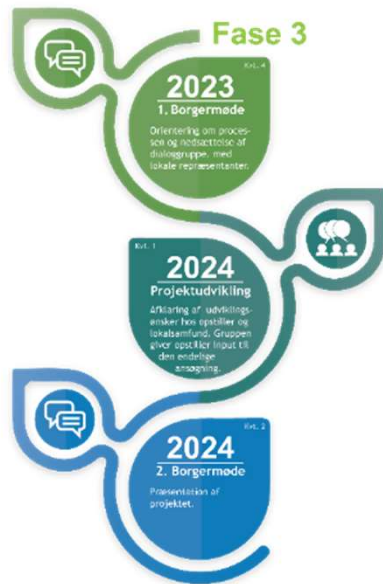 Fase 3
Kvt. 4
2023
1. Borgermøde
Orientering om proces-
sen og nedsættelse af
dialoggruppe, med
lokale repræsentanter.
Kvt. 1
2024
Projektudvikling
Afklaring af udviklings-
ønsker hos opstiller og
lokalsamfund. Gruppen
giver opstiller input til
den endelige
ansøgning.
Kvt. 2
2024
2. Borgermøde
Præsentation af
projektet.